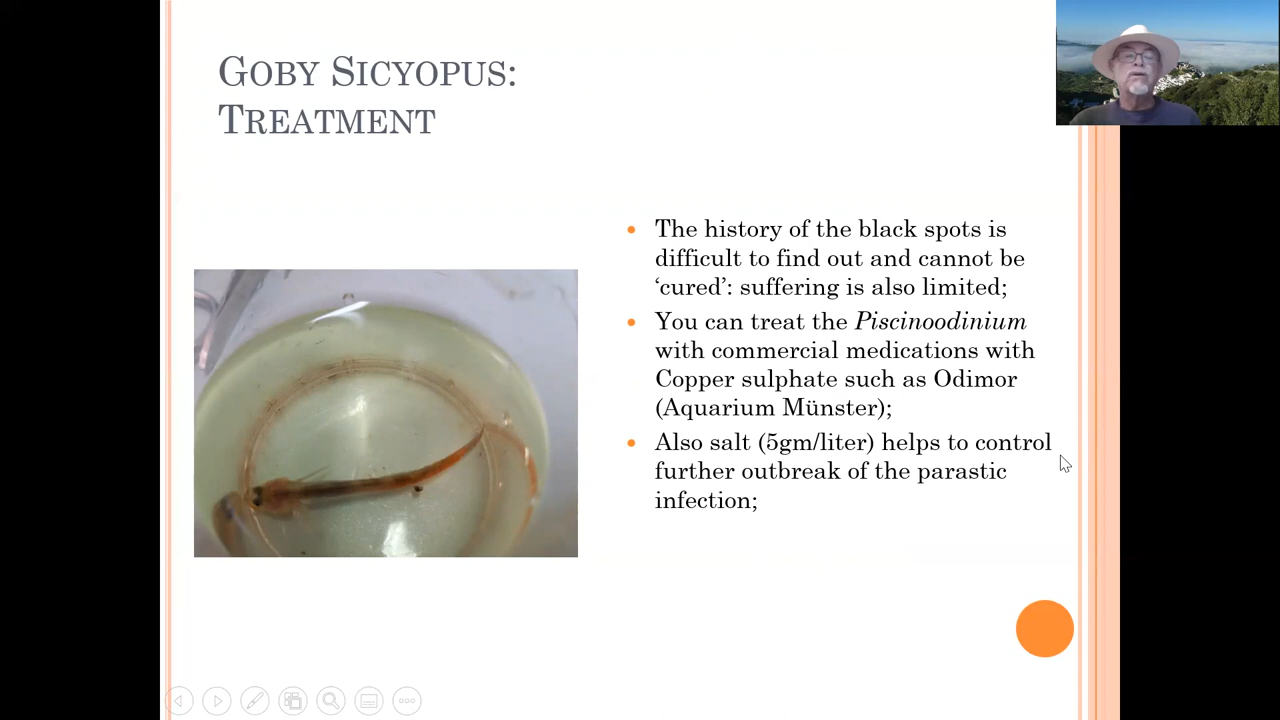 GOBY SICYOPUS:
TREATMENT
The history of the black spots is
difficult to find out and cannot be
‘cured’: suffering is also limited;
You can treat the Piscinoodinium
with commercial medications with
Copper sulphate such as Odimor
(Aquarium Münster);
Also salt (5gm/liter) helps to control
further outbreak of the parastic
infection;